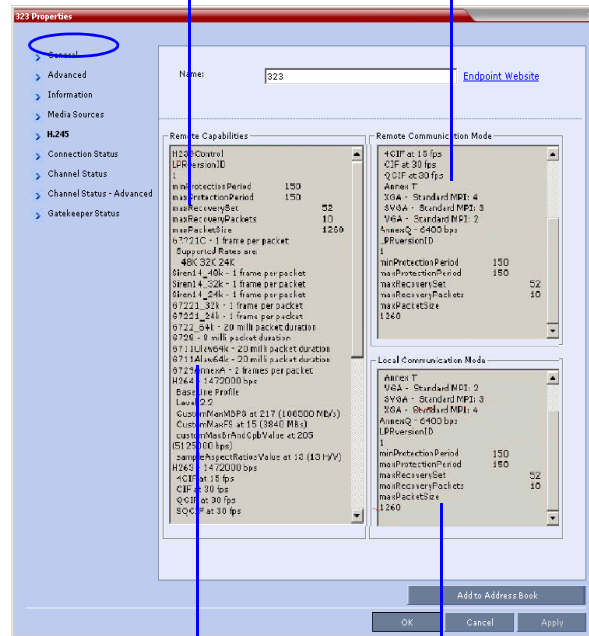 323 Properties
General
Advanced
Information
Media Sources
H.245
Connection Status
Channel Status
Channel Status - Advanced
Gatekeeper Status
Name:
323
Endpoint Website
Remote Capabilities
H239Control
LPRversionID
1
minProtectionPeriod 150
maxProtectionPeriod 150
maxRecoverySet 52
maxRecoveryPackets 10
maxPacketSize 1260
G7221C - 1 frame per packet
Supported Rates are:
48K 32K 24K
Siren14_48k - 1 frame per packet
Siren14_32k - 1 frame per packet
Siren14_24k - 1 frame per packet
G7221_32k - 1 frame per packet
G7221_24k - 1 frame per packet
G722_64k - 20 milli packet duration
G728 - 8 milli packet duration
G711Ulaw64k - 20 milli packet duration
G711Alaw64k - 20 milli packet duration
G729AnnexA - 2 frames per packet
H264 - 1472000 bps
Base Line Profile
Level 2.2
CustomMaxMBPS at 217 (108500 MB/s)
CustomMaxFS at 15 (3840 MBs)
customMaxBrAndCpbValue at 205
(5125000 bps)
sampleAspectRatiosValue at 13 (13 H/V)
H263 - 1472000 bps
4CIF at 15 fps
CIF at 30 fps
QCIF at 30 fps
SQCIF at 30 fps
Remote Communication Mode
4CIF at 15 fps
CIF at 30 fps
QCIF at 30 fps
Annex T
XGA - Standard MPI: 4
SVGA - Standard MPI: 3
VGA - Standard MPI: 2
AnnexQ - 6400 bps
LPRversionID
1
minProtectionPeriod 150
maxProtectionPeriod 150
maxRecoverySet 52
maxRecoveryPackets 10
maxPacketSize
1260
Local Communication Mode
Annex T
VGA - Standard MPI: 2
SVGA - Standard MPI: 3
XGA - Standard MPI: 4
AnnexQ - 6400 bps
LPRversionID
1
minProtectionPeriod 150
maxProtectionPeriod 150
maxRecoverySet 52
maxRecoveryPackets 10
maxPacketSize
1260
Add to Address Book
OK
Cancel
Apply